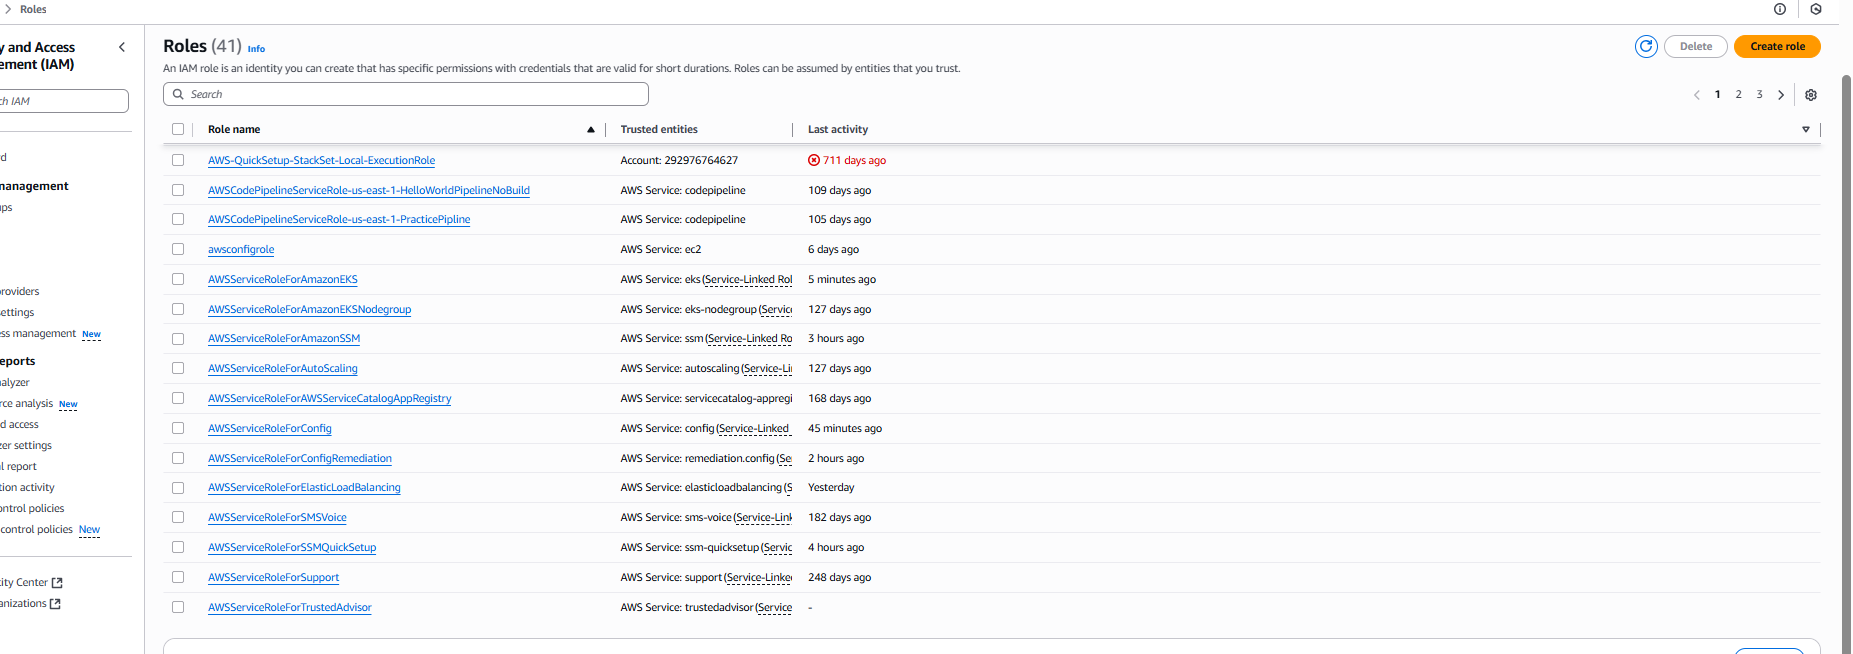 Roles
y and Access
ement (IAM)
ch IAM
d
management
ups
roviders
settings
ss management New
eports
nalyzer
rce analysis New
d access
zer settings
l report
tion activity
ontrol policies
control policies New
ity Center
anizations
Roles (41) Info
Delete
Create role
An IAM role is an identity you can create that has specific permissions with credentials that are valid for short durations. Roles can be assumed by entities that you trust.
Search
1 2 3
Role name Trusted entities Last activity
AWS-QuickSetup-StackSet-Local-ExecutionRole Account: 292976764627 711 days ago
AWSCodePipelineServiceRole-us-east-1-HelloWorldPipelineNoBuild AWS Service: codepipeline 109 days ago
AWSCodePipelineServiceRole-us-east-1-PracticePipline AWS Service: codepipeline 105 days ago
awsconfigrole AWS Service: ec2 6 days ago
AWSServiceRoleForAmazonEKS AWS Service: eks (Service-Linked Rol 5 minutes ago
AWSServiceRoleForAmazonEKSNodegroup AWS Service: eks-nodegroup (Servic 127 days ago
AWSServiceRoleForAmazonSSM AWS Service: ssm (Service-Linked Ro 3 hours ago
AWSServiceRoleForAutoScaling AWS Service: autoscaling (Service-Li 127 days ago
AWSServiceRoleForAWSServiceCatalogAppRegistry AWS Service: servicecatalog-appregi 168 days ago
AWSServiceRoleForConfig AWS Service: config (Service-Linked 45 minutes ago
AWSServiceRoleForConfigRemediation AWS Service: remediation.config (Se 2 hours ago
AWSServiceRoleForElasticLoadBalancing AWS Service: elasticloadbalancing (S Yesterday
AWSServiceRoleForSMSVoice AWS Service: sms-voice (Service-Link 182 days ago
AWSServiceRoleForSSMQuickSetup AWS Service: ssm-quicksetup (Servic 4 hours ago
AWSServiceRoleForSupport AWS Service: support (Service-Linke 248 days ago
AWSServiceRoleForTrustedAdvisor AWS Service: trustedadvisor (Service -